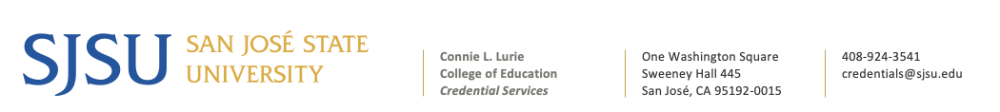 SJSU
SAN JOSÉ STATE
UNIVERSITY
Connie L. Lurie
College of Education
Credential Services
One Washington Square
Sweeney Hall 445
San José, CA 95192-0015
408-924-3541
credentials@sjsu.edu